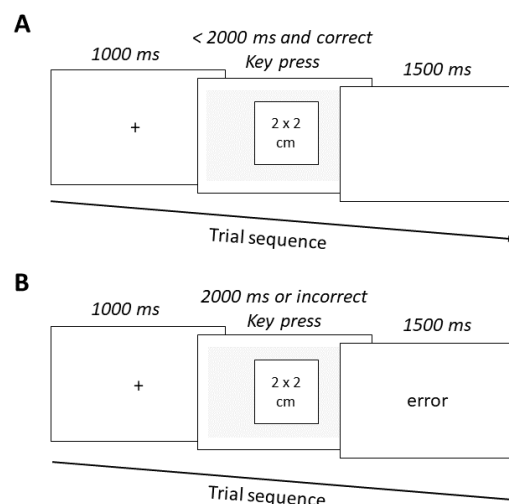 A
< 2000 ms and correct
1000 ms
Key press
1500 ms
+
2 x 2
cm
Trial sequence
B
2000 ms or incorrect
1000 ms
Key press
1500 ms
+
2 x 2
cm
error
Trial sequence